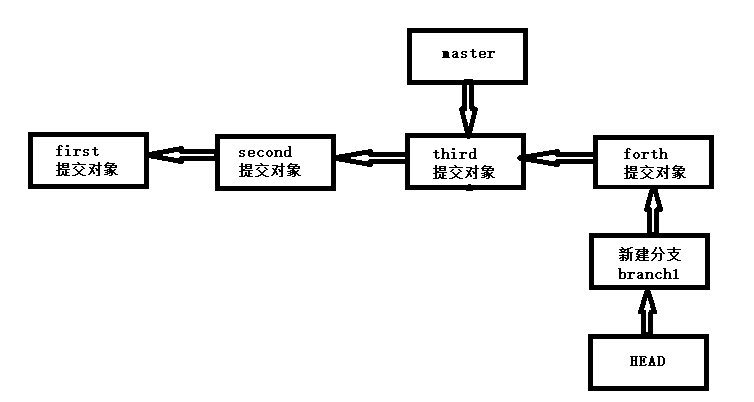 master
first
提交对象
second
提交对象
third
提交对象
forth
提交对象
新建分支
branch1
HEAD